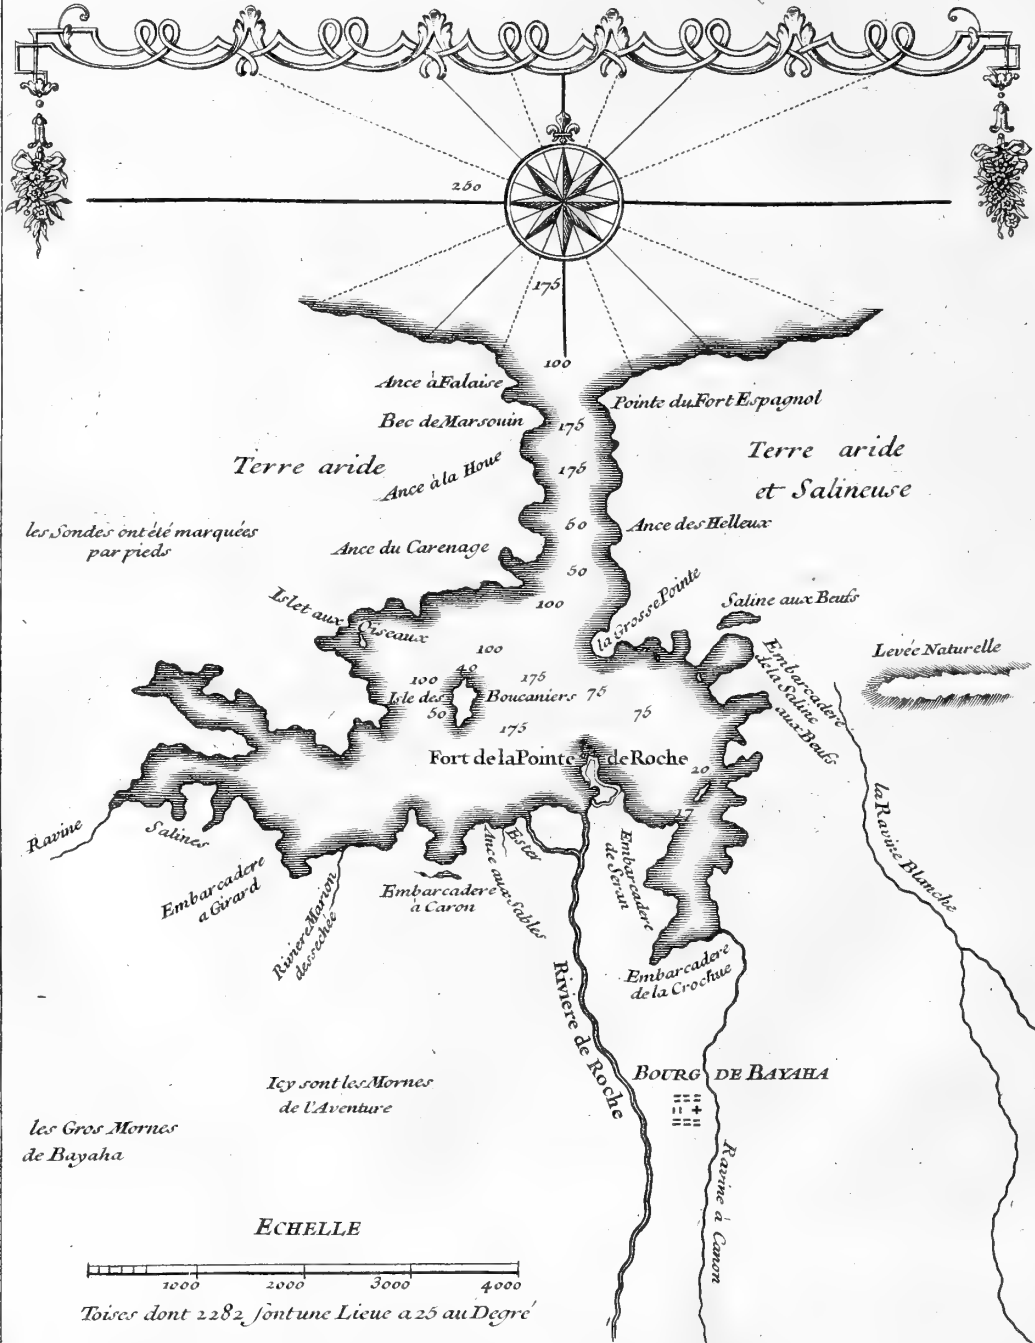 250
175
100
Ance à Falaise
Pointe du Fort Espagnol
Bec de Marsouin
175
Terre aride
et Salineuse
Terre aride
Ance à la Houe
175
les Sondes ont été marquées
par pieds
50
Ance des Helleux
Ance du Carenage
50
100
Islet aux Oiseaux
la Grosse Pointe
Saline aux Beufs
Embarcadere
de la Saline
aux Beufs
Levée Naturelle
100
40
100
175
Isle des Boucaniers
75
50
75
175
Fort de la Pointe de Roche
20
17
Ravine
Salines
Embarcadere
a Girard
Riviere Marion
dessechée
Embarcadere
à Caron
Ance aux Sables
Ester
Embarcadere
de Seran
la Ravine Blanche
Embarcadere
de la Crochue
Riviere de Roche
BOURG DE BAYAHA
Icy sont les Mornes
de l'Aventure
les Gros Mornes
de Bayaha
Ravine à Canon
ECHELLE
1000 2000 3000 4000
Toises dont 2282 font une Lieue a 25 au Degré